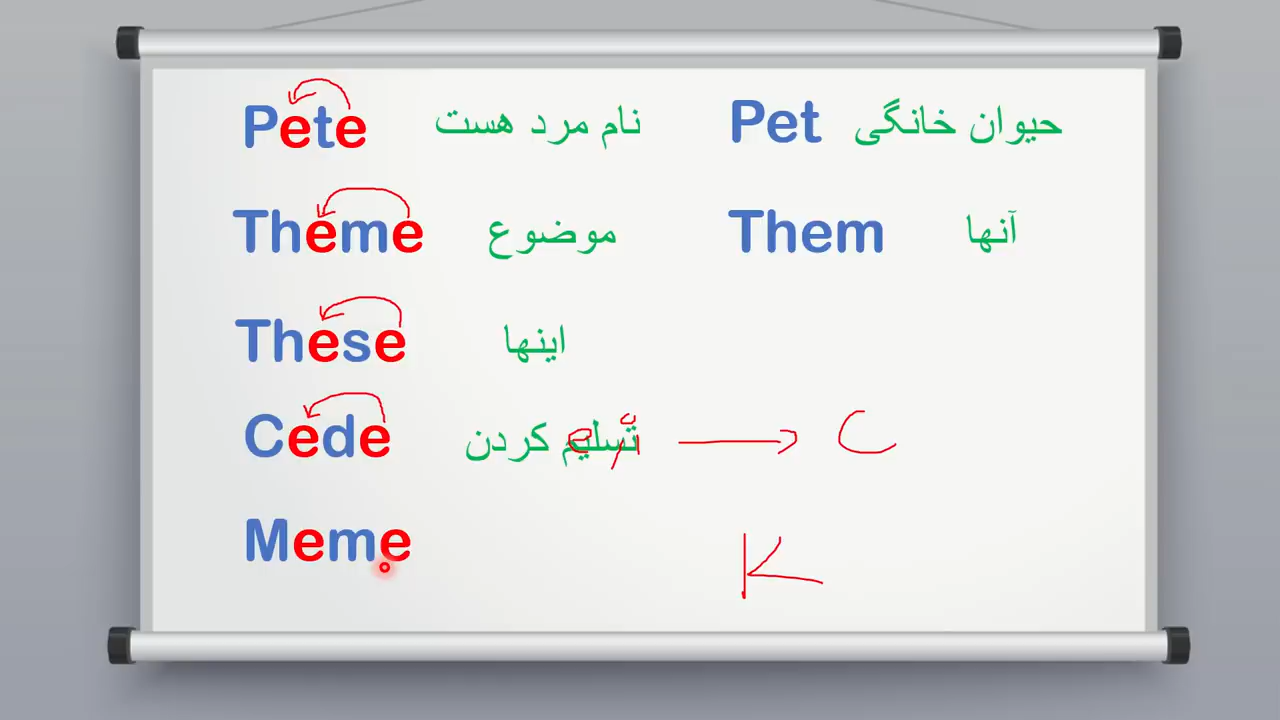 Pete نام مرد هست Pet حیوان خانگی
Theme موضوع Them آنها
These اینها
Cede تسلیم کردن C
Meme K